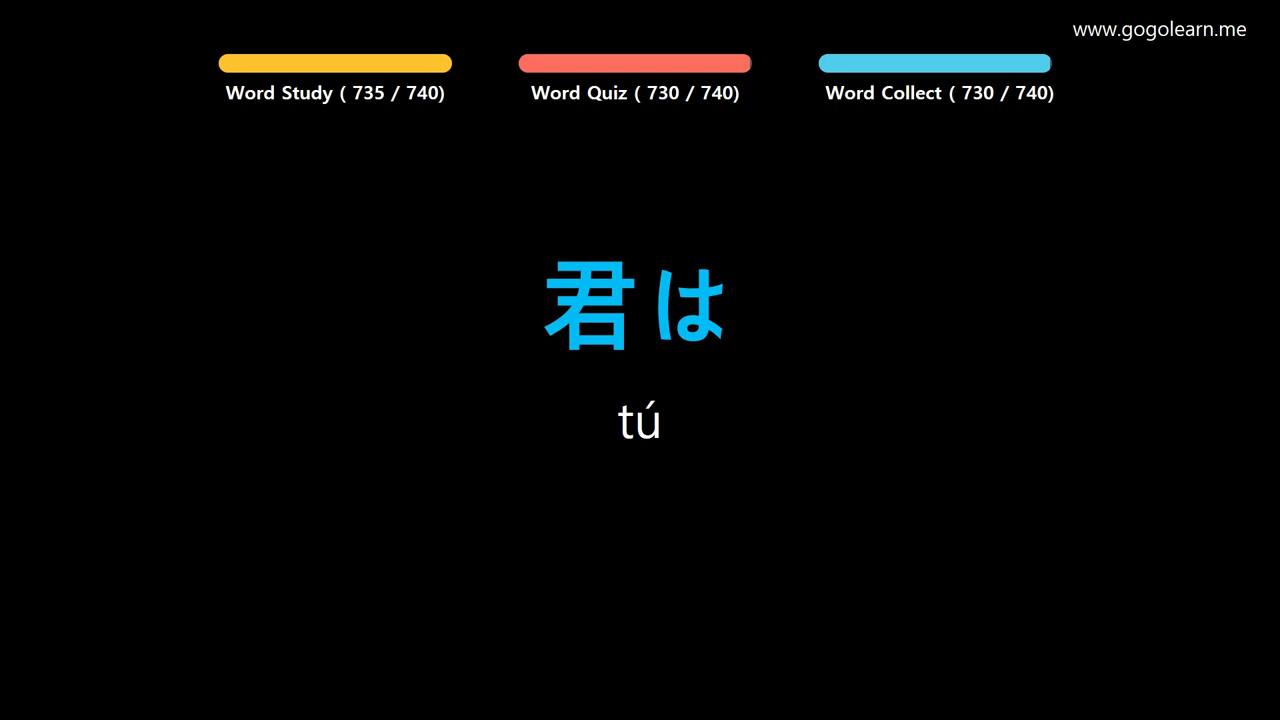 www.gogolearn.me
Word Study ( 735 / 740)
Word Quiz ( 730 / 740)
Word Collect ( 730 / 740)
君は
tú